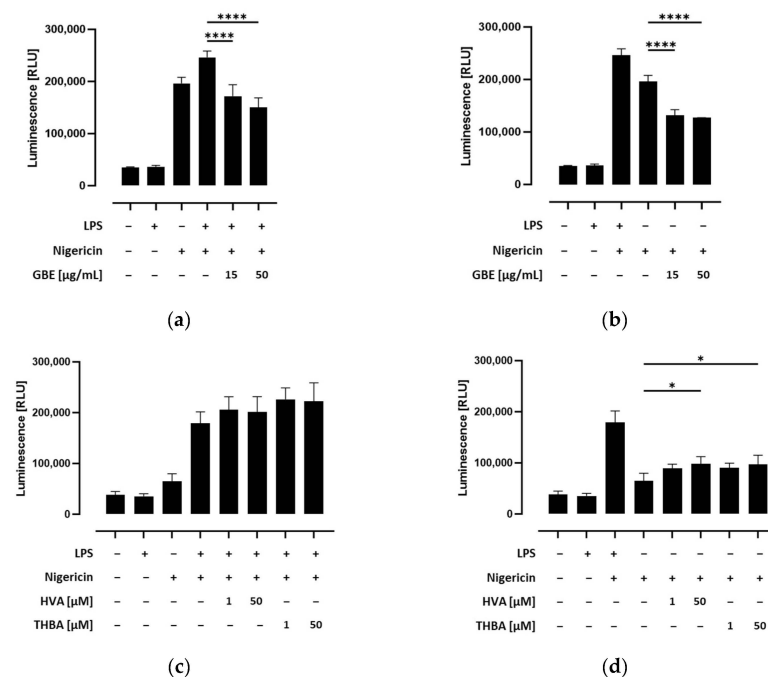 Luminescence [RLU]
300,000
200,000
100,000
0
****
****
LPS – + – + + +
Nigericin – – + + + +
GBE [µg/mL] – – – – 15 50
(a)
Luminescence [RLU]
300,000
200,000
100,000
0
****
****
LPS – + + – – –
Nigericin – – + + + +
GBE [µg/mL] – – – – 15 50
(b)
Luminescence [RLU]
300,000
200,000
100,000
0
LPS – + – + + + + +
Nigericin – – + + + + + +
HVA [µM] – – – – 1 50 – –
THBA [µM] – – – – – – 1 50
(c)
Luminescence [RLU]
300,000
200,000
100,000
0
*
*
LPS – + + – – – – –
Nigericin – – + + + + + +
HVA [µM] – – – – 1 50 – –
THBA [µM] – – – – – – 1 50
(d)